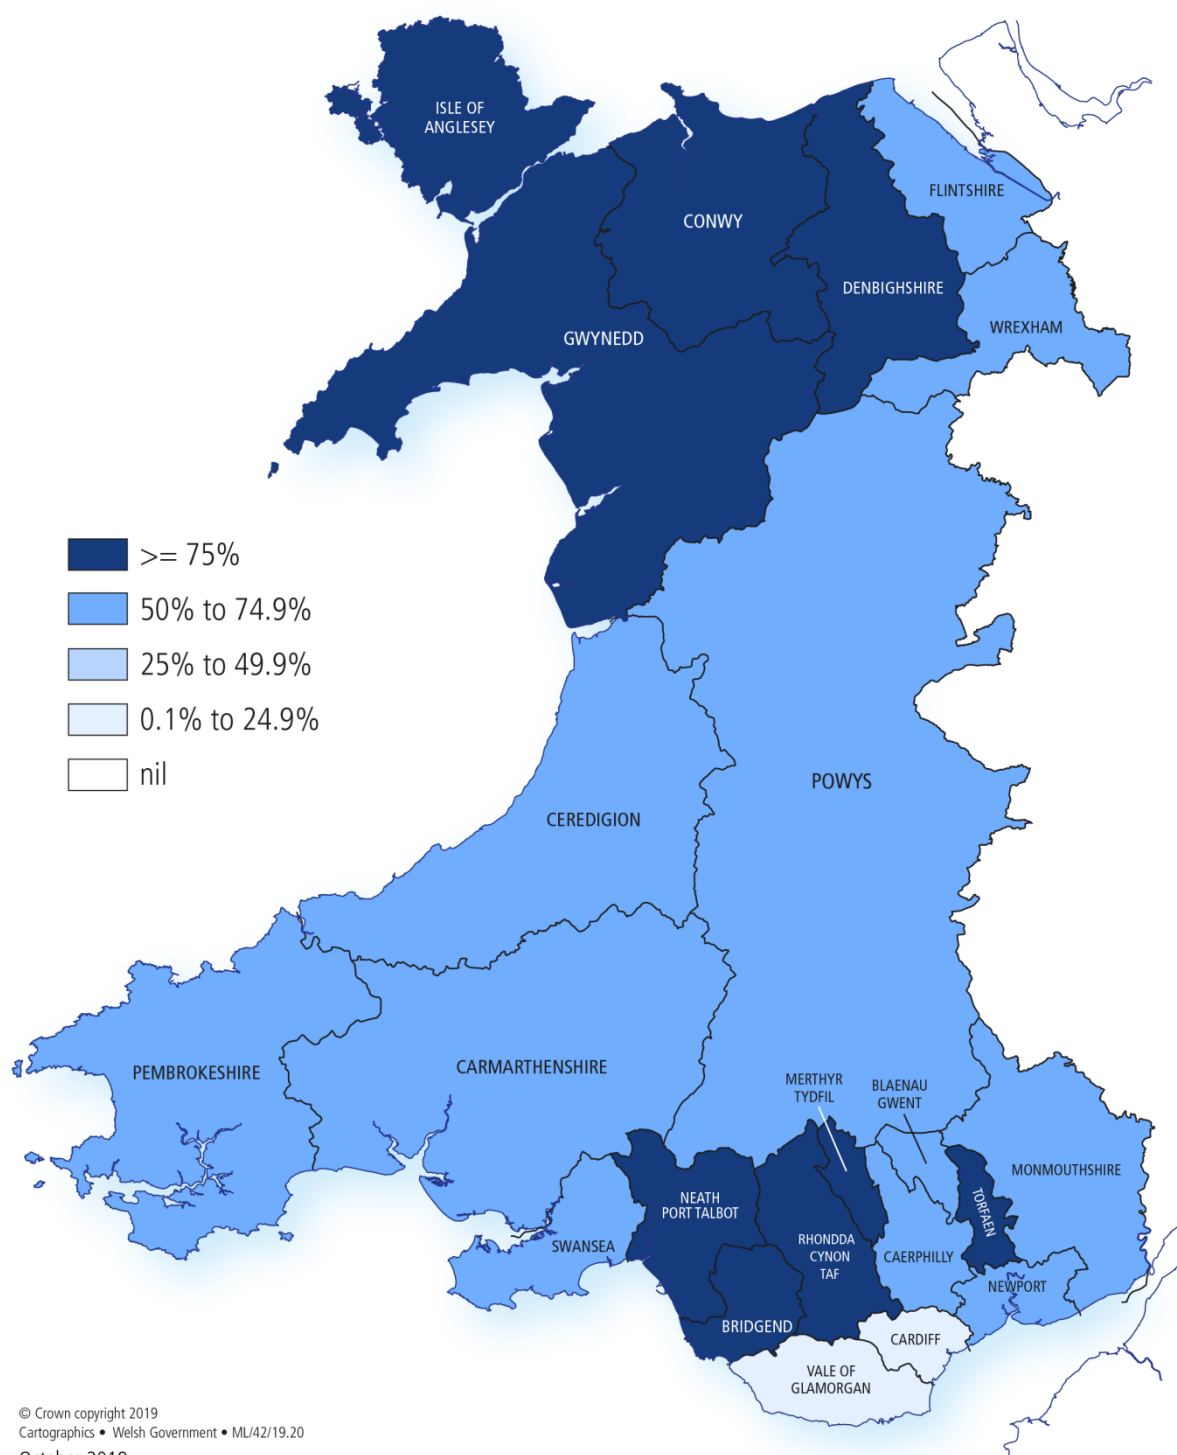 ISLE OF
ANGLESEY
FLINTSHIRE
CONWY
DENBIGHSHIRE
WREXHAM
GWYNEDD
>= 75%
50% to 74.9%
25% to 49.9%
0.1% to 24.9%
nil
POWYS
CEREDIGION
PEMBROKESHIRE
CARMARTHENSHIRE
MERTHYR
TYDFIL
BLAENAU
GWENT
MONMOUTHSHIRE
NEATH
PORT TALBOT
TORFAEN
SWANSEA
RHONDDA
CYNON
TAF
CAERPHILLY
NEWPORT
BRIDGEND
CARDIFF
VALE OF
GLAMORGAN
© Crown copyright 2019
Cartographics • Welsh Government • ML/42/19.20
October 2019